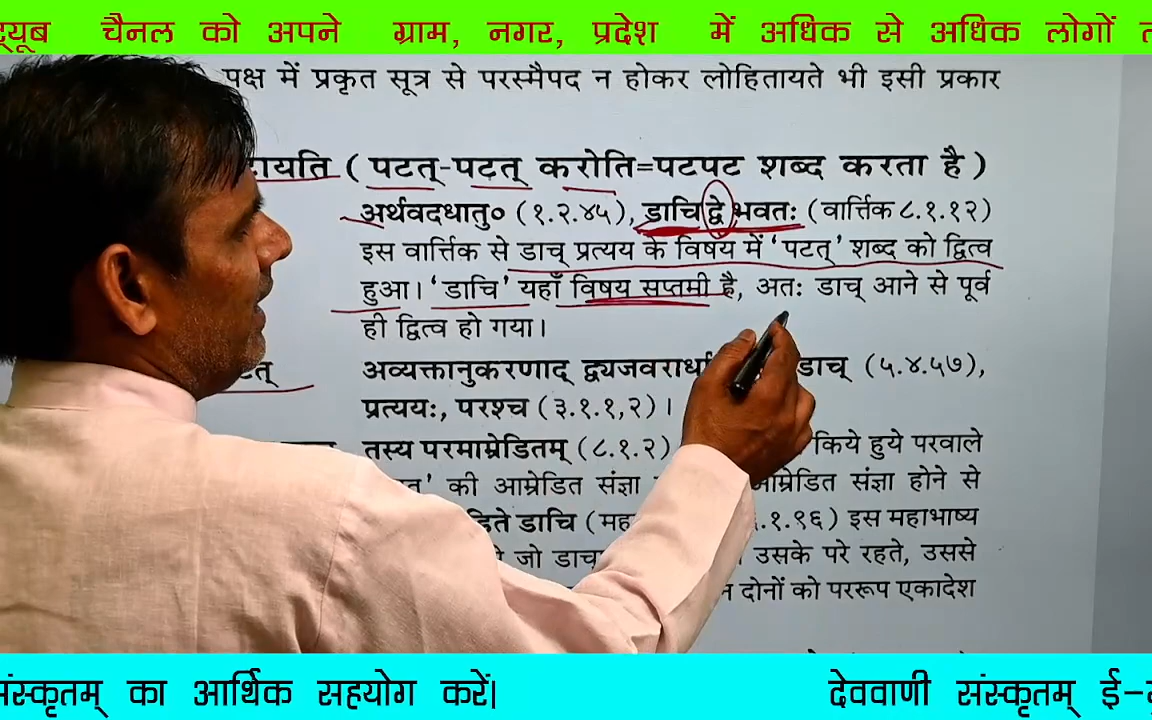 चैनल को अपने ग्राम, नगर, प्रदेश में अधिक से अधिक लोगों
पक्ष में प्रकृत सूत्र से परस्मैपद न होकर लोहितायते भी इसी प्रकार
(पटत्-पटत् करोति=पटपट शब्द करता है)
अर्थवदधातु० (१.२.४५), डाचि द्वे भवतः (वार्त्तिक ८.१.१२)
इस वार्त्तिक से डाच् प्रत्यय के विषय में 'पटत्' शब्द को द्वित्व
हुआ। 'डाचि' यहाँ विषय सप्तमी है, अतः डाच् आने से पूर्व
ही द्वित्व हो गया।
अव्यक्तानुकरणाद् डाच् (५.४.५७),
प्रत्ययः, परश्च (३.१.१,२)।
तस्य परमाम्रेडितम् (८.१.२) किये हुये परवाले
की आम्रेडित संज्ञा आम्रेडित संज्ञा होने से
डाचि इस महाभाष्य
जो उसके परे रहते, उससे
दोनों को पररूप एकादेश
का आर्थिक सहयोग करें। देववाणी संस्कृतम्